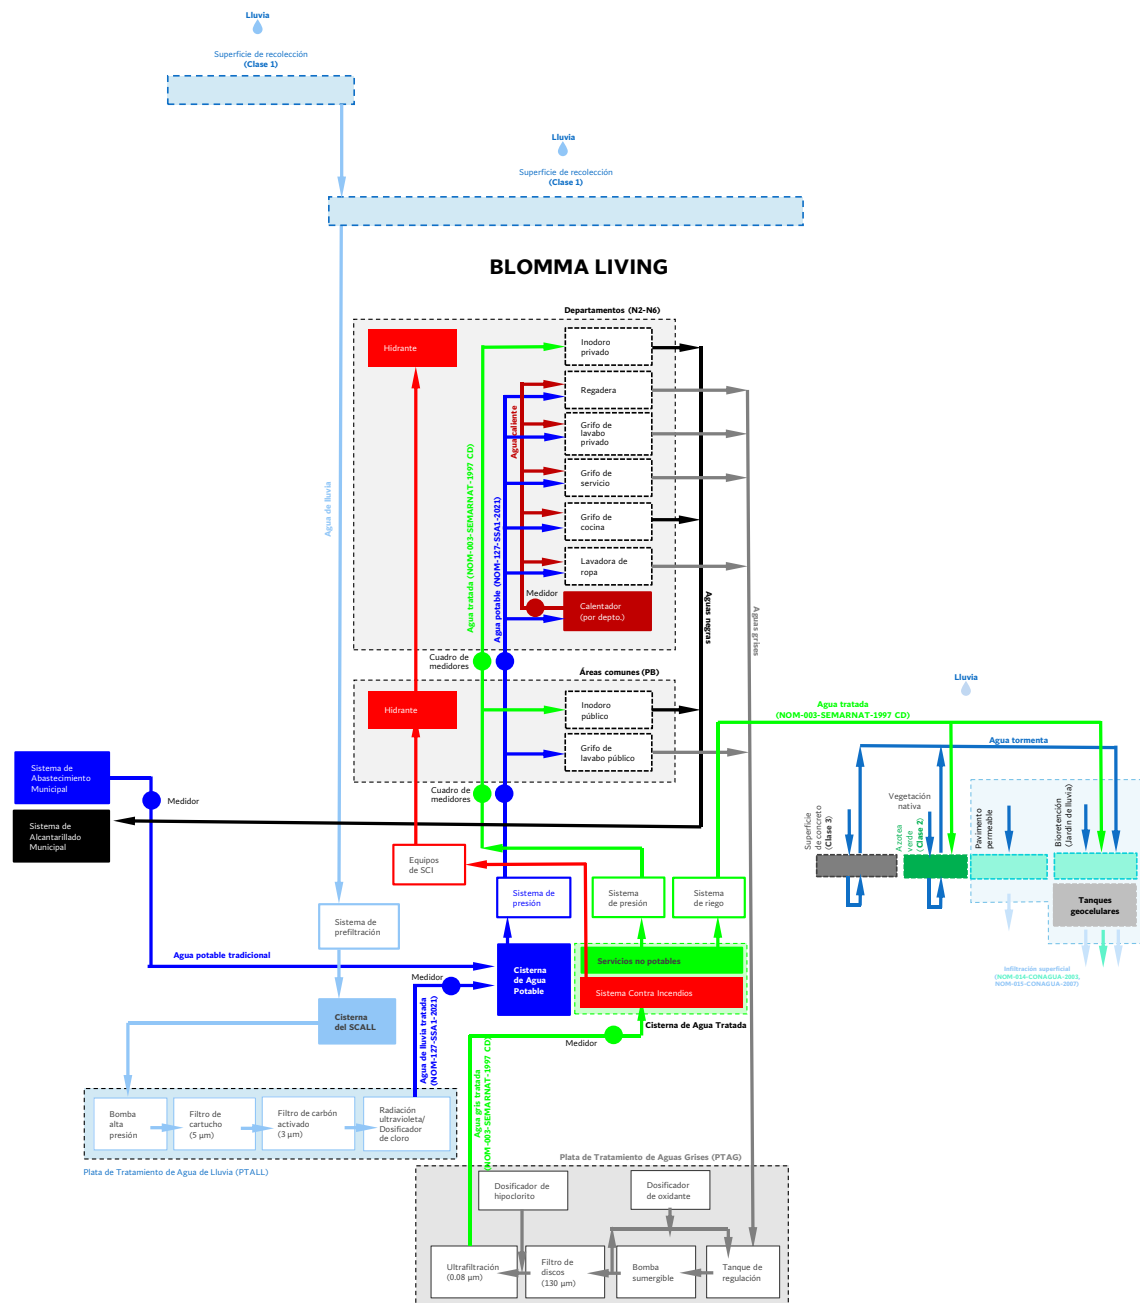 Lluvia
Superficie de recolección
(Clase 1)
Lluvia
Superficie de recolección
(Clase 1)
BLOMMA LIVING
Departamentos (N2-N6)
Hidrante
Inodoro
privado
Regadera
Grifo de
lavabo
privado
Grifo de
servicio
Grifo de
cocina
Lavadora de
ropa
Medidor
Calentador
(por depto.)
Agua caliente
Agua tratada (NOM-003-SEMARNAT-1997 CD)
Agua potable (NOM-127-SSA1-2021)
Agua de lluvia
Aguas negras
Aguas grises
Cuadro de
medidores
Áreas comunes (PB)
Hidrante
Inodoro
público
Grifo de
lavabo público
Cuadro de
medidores
Lluvia
Agua tratada
(NOM-003-SEMARNAT-1997 CD)
Agua tormenta
Sistema de
Abastecimiento
Municipal
Medidor
Sistema de
Alcantarillado
Municipal
Superficie
de concreto
(Clase 3)
Vegetación
nativa
Azotea
verde
(Clase 2)
Pavimento
permeable
Bioretención
(Jardín de lluvia)
Tanques
geocelulares
Infiltración superficial
(NOM-014-CONAGUA-2003,
NOM-015-CONAGUA-2007)
Equipos
de SCI
Sistema de
presión
Sistema
de presión
Sistema
de riego
Sistema de
prefiltración
Agua potable tradicional
Cisterna
de Agua
Potable
Servicios no potables
Sistema Contra Incendios
Cisterna de Agua Tratada
Medidor
Medidor
Cisterna
del SCALL
Agua de lluvia tratada
(NOM-127-SSA1-2021)
Agua gris tratada
(NOM-003-SEMARNAT-1997 CD)
Bomba
alta
presión
Filtro de
cartucho
(5 µm)
Filtro de carbón
activado
(3 µm)
Radiación
ultravioleta/
Dosificador
de cloro
Plata de Tratamiento de Agua de Lluvia (PTALL)
Plata de Tratamiento de Aguas Grises (PTAG)
Dosificador de
hipoclorito
Dosificador
de oxidante
Ultrafiltración
(0.08 µm)
Filtro de
discos
(130 µm)
Bomba
sumergible
Tanque de
regulación